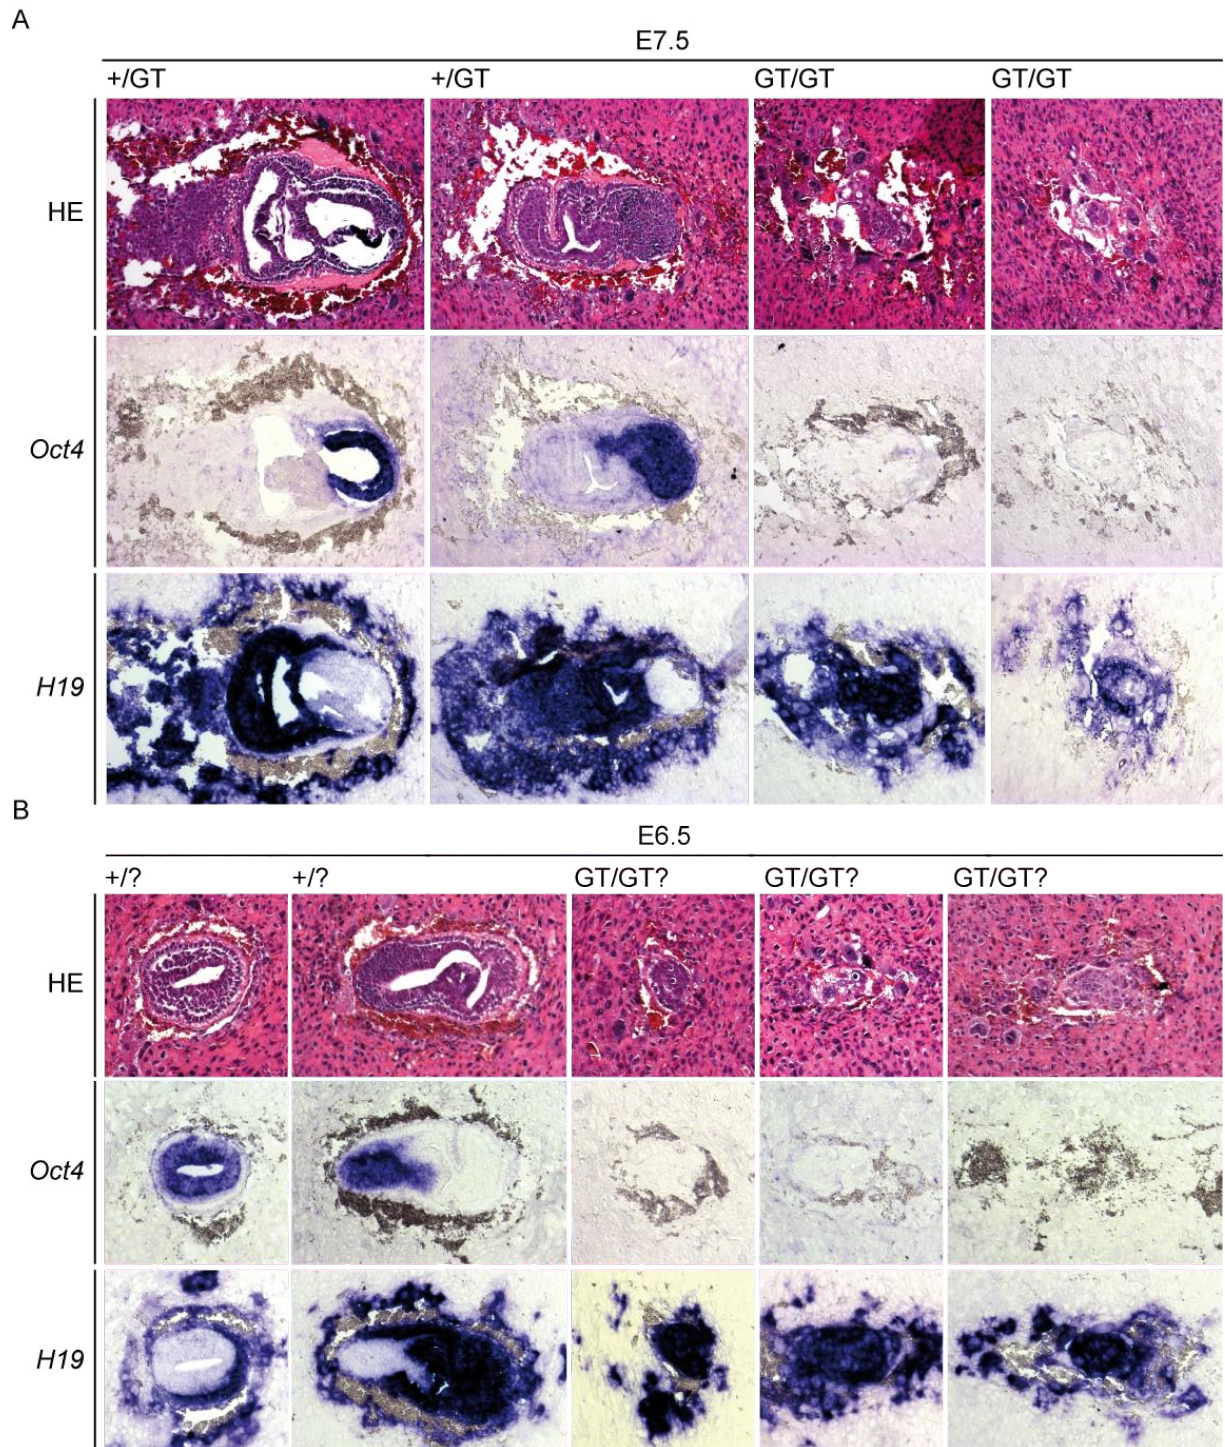 A
E7.5
+/GT +/GT GT/GT GT/GT
HE
Oct4
H19
B
E6.5
+/? +/? GT/GT? GT/GT? GT/GT?
HE
Oct4
H19